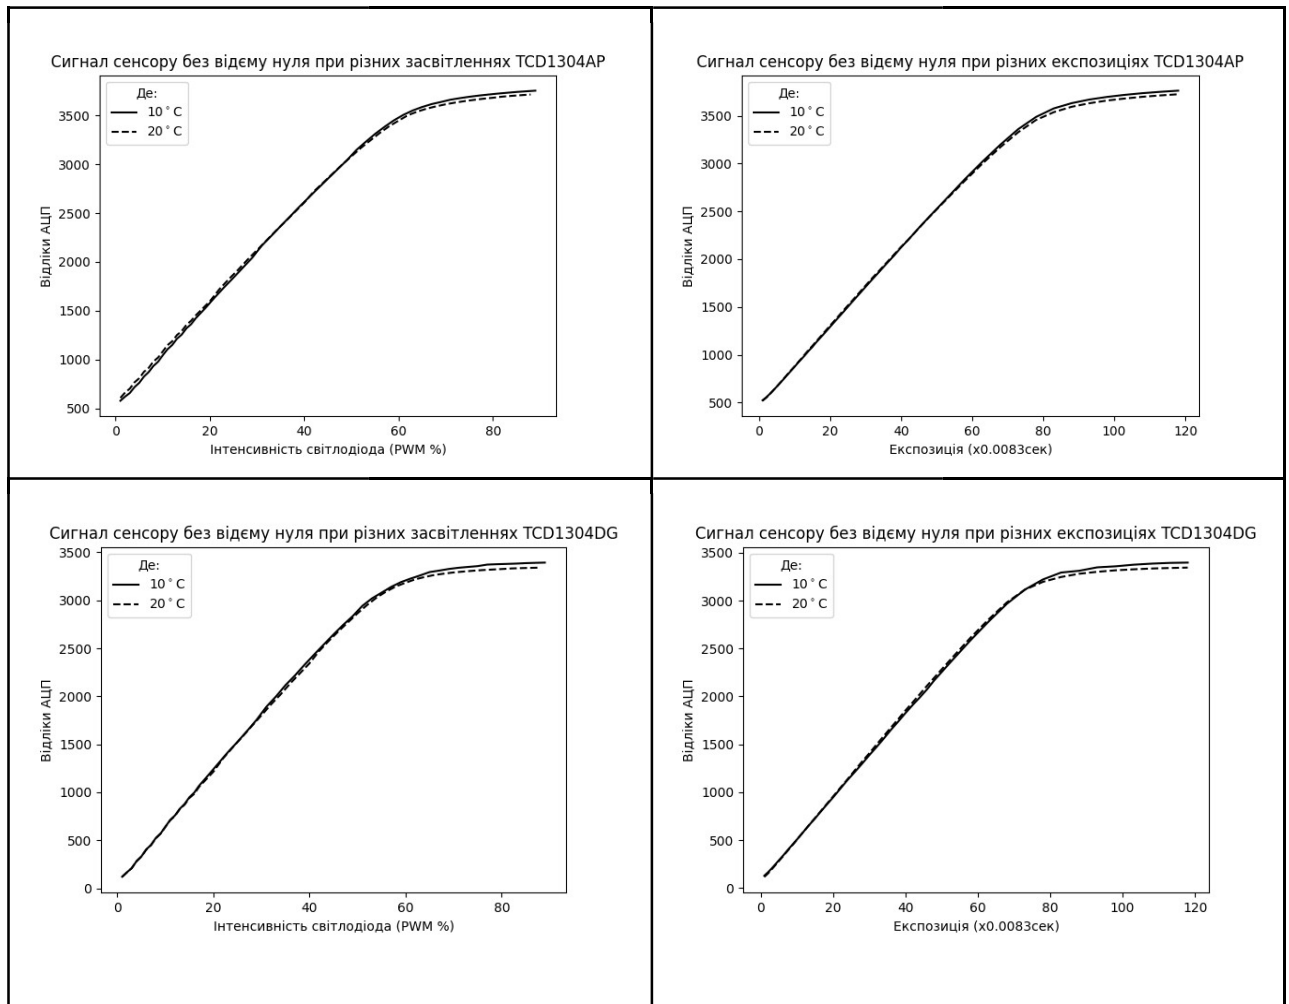 Сигнал сенсору без відєму нуля при різних засвітленнях TCD1304AP
Де:
10°C
20°C
3500
3000
2500
2000
1500
1000
500
Відліки АЦП
0 20 40 60 80
Інтенсивність світлодіода (PWM %)
Сигнал сенсору без відєму нуля при різних експозиціях TCD1304AP
Де:
10°C
20°C
3500
3000
2500
2000
1500
1000
500
Відліки АЦП
0 20 40 60 80 100 120
Експозиція (x0.0083сек)
Сигнал сенсору без відєму нуля при різних засвітленнях TCD1304DG
Де:
10°C
20°C
3500
3000
2500
2000
1500
1000
500
0
Відліки АЦП
0 20 40 60 80
Інтенсивність світлодіода (PWM %)
Сигнал сенсору без відєму нуля при різних експозиціях TCD1304DG
Де:
10°C
20°C
3500
3000
2500
2000
1500
1000
500
0
Відліки АЦП
0 20 40 60 80 100 120
Експозиція (x0.0083сек)